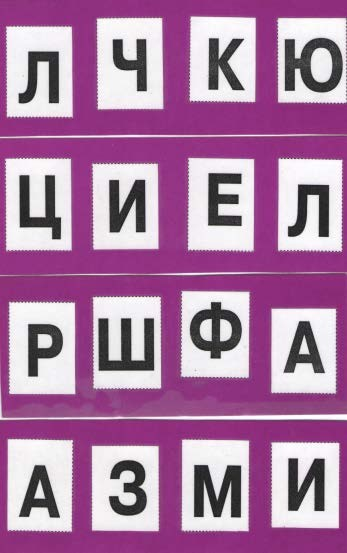 Л Ч К Ю
Ц И Е Л
Р Ш Ф А
А З М И